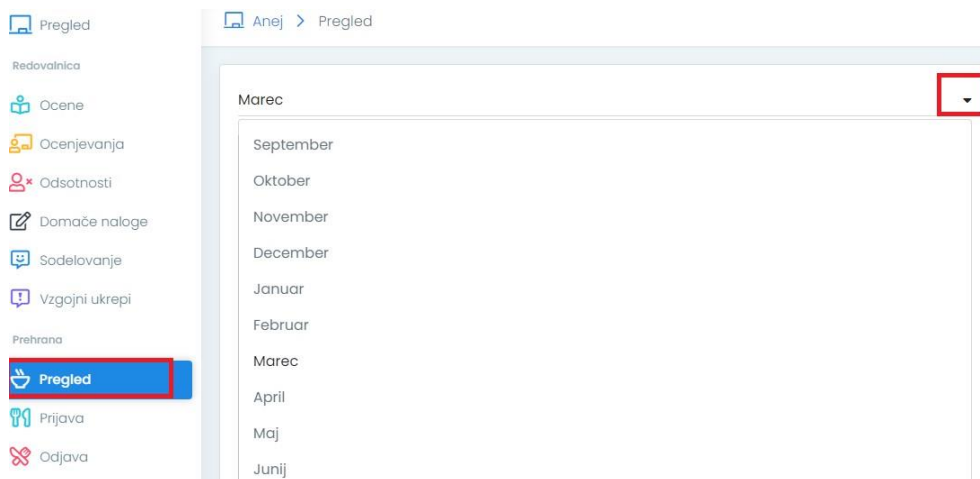 Pregled
Redovalnica
Ocene
Ocenjevanja
Odsotnosti
Domače naloge
Sodelovanje
Vzgojni ukrepi
Prehrana
Pregled
Prijava
Odjava
Anej > Pregled
Marec
September
Oktober
November
December
Januar
Februar
Marec
April
Maj
Junij